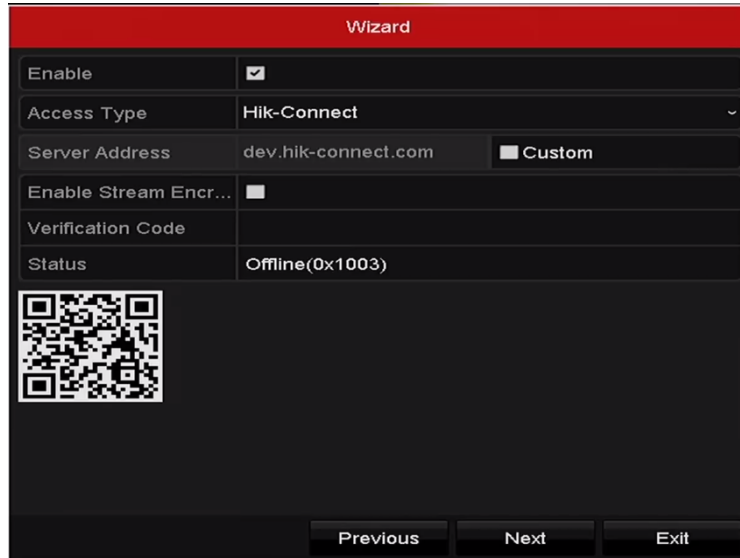 Wizard
Enable
Access Type Hik-Connect
Server Address dev.hik-connect.com Custom
Enable Stream Encr...
Verification Code
Status Offline(0x1003)
Previous Next Exit